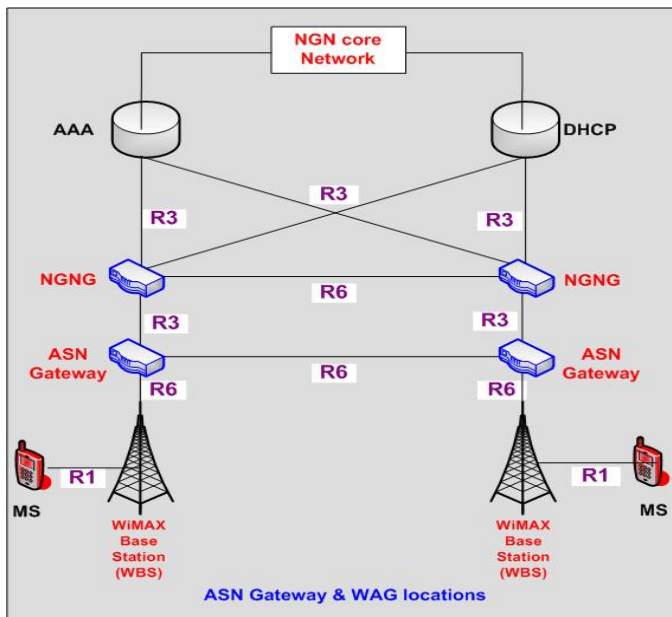 NGN core
Network
AAA
DHCP
R3
R3
R3
NGNG
NGNG
R6
R3
R3
ASN
Gateway
ASN
Gateway
R6
R6
R6
R1
R1
MS
MS
WiMAX
Base
Station
(WBS)
WiMAX
Base
Station
(WBS)
ASN Gateway & WAG locations